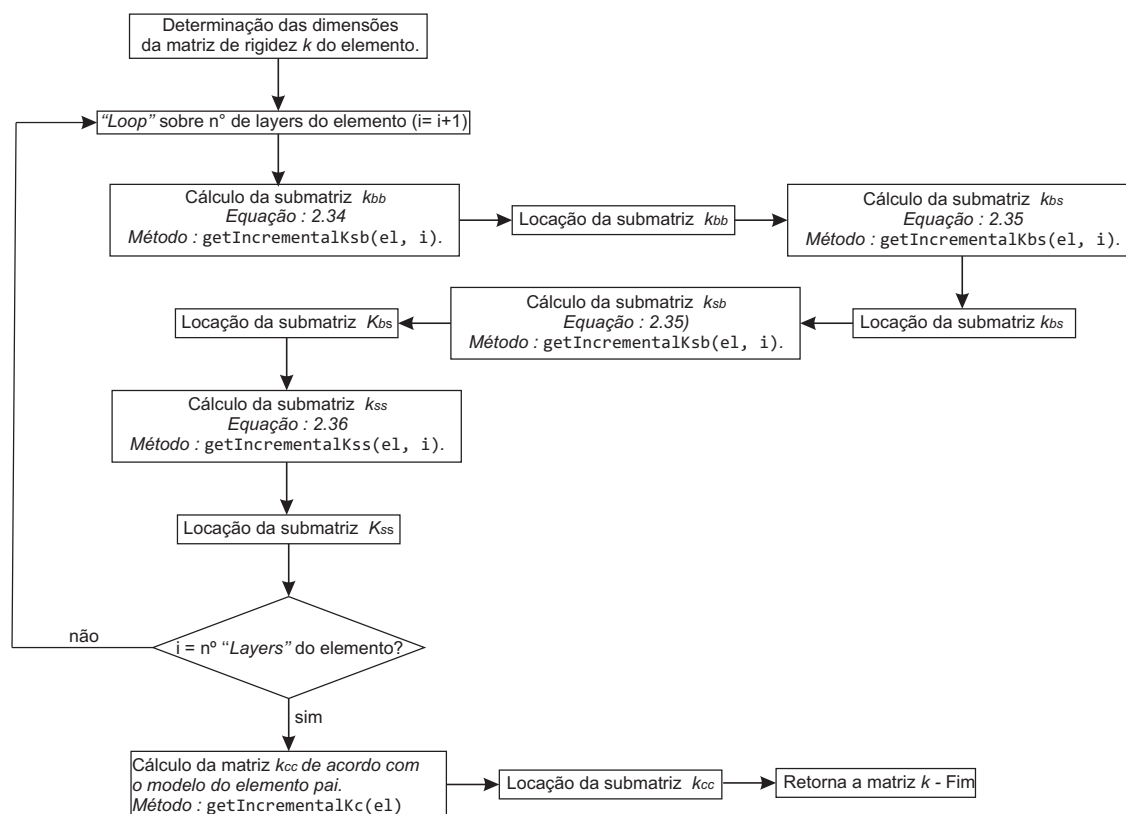 Determinação das dimensões
da matriz de rigidez k do elemento.
“Loop” sobre n° de layers do elemento (i= i+1)
Cálculo da submatriz kbb
Equação : 2.34
Método : getIncrementalKsb(el, i).
Locação da submatriz kbb
Cálculo da submatriz kbs
Equação : 2.35
Método : getIncrementalKbs(el, i).
Locação da submatriz kbs
Cálculo da submatriz ksb
Equação : 2.35)
Método : getIncrementalKsb(el, i).
Locação da submatriz Kbs
Cálculo da submatriz kss
Equação : 2.36
Método : getIncrementalKss(el, i).
Locação da submatriz Kss
i = nº “Layers” do elemento?
não
sim
Cálculo da matriz kcc de acordo com
o modelo do elemento pai.
Método : getIncrementalKc(el)
Locação da submatriz kcc
Retorna a matriz k - Fim